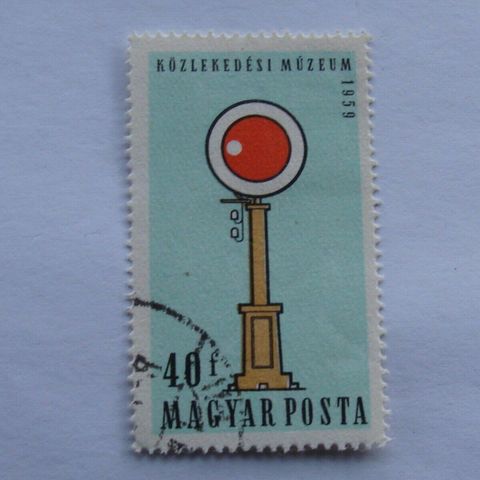 KÖZLEKEDÉSI MÚZEUM
1959
40 f
MAGYAR POSTA